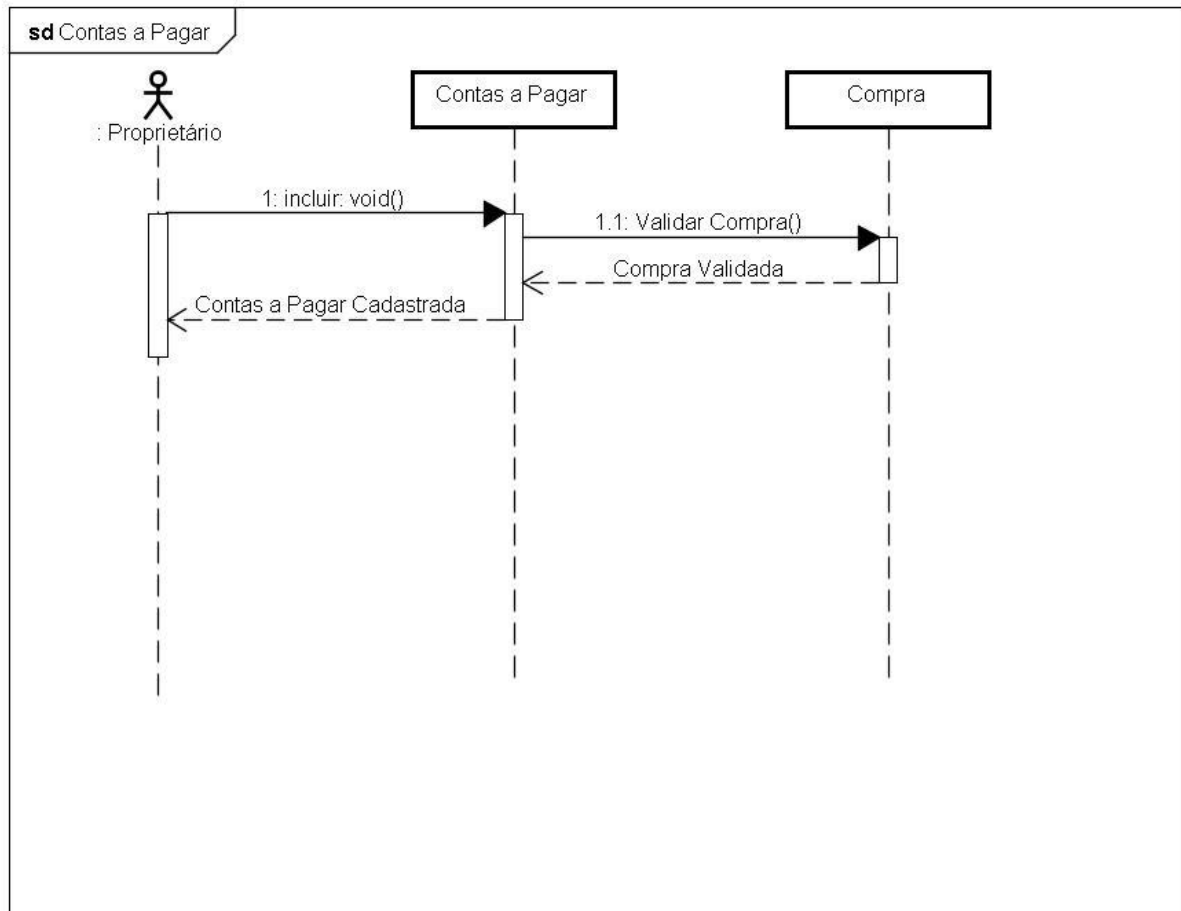 sd Contas a Pagar
: Proprietário
Contas a Pagar
Compra
1: incluir: void()
1.1: Validar Compra()
Compra Validada
Contas a Pagar Cadastrada